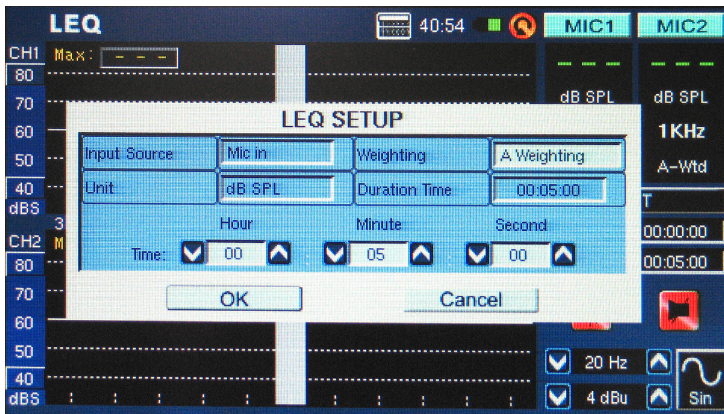 LEQ 40:54 MIC1 MIC2
CH1 Max: - - -
80
70 dB SPL dB SPL
LEQ SETUP
60 1KHz
50 Input Source Mic in Weighting A Weighting A-Wtd
40 Unit dB SPL Duration Time 00:05:00
dBS
Hour Minute Second 00:00:00
CH2
80 Time: 00 : 05 : 00 00:05:00
70 OK Cancel
60
50 20 Hz
40
dBS 4 dBu Sin